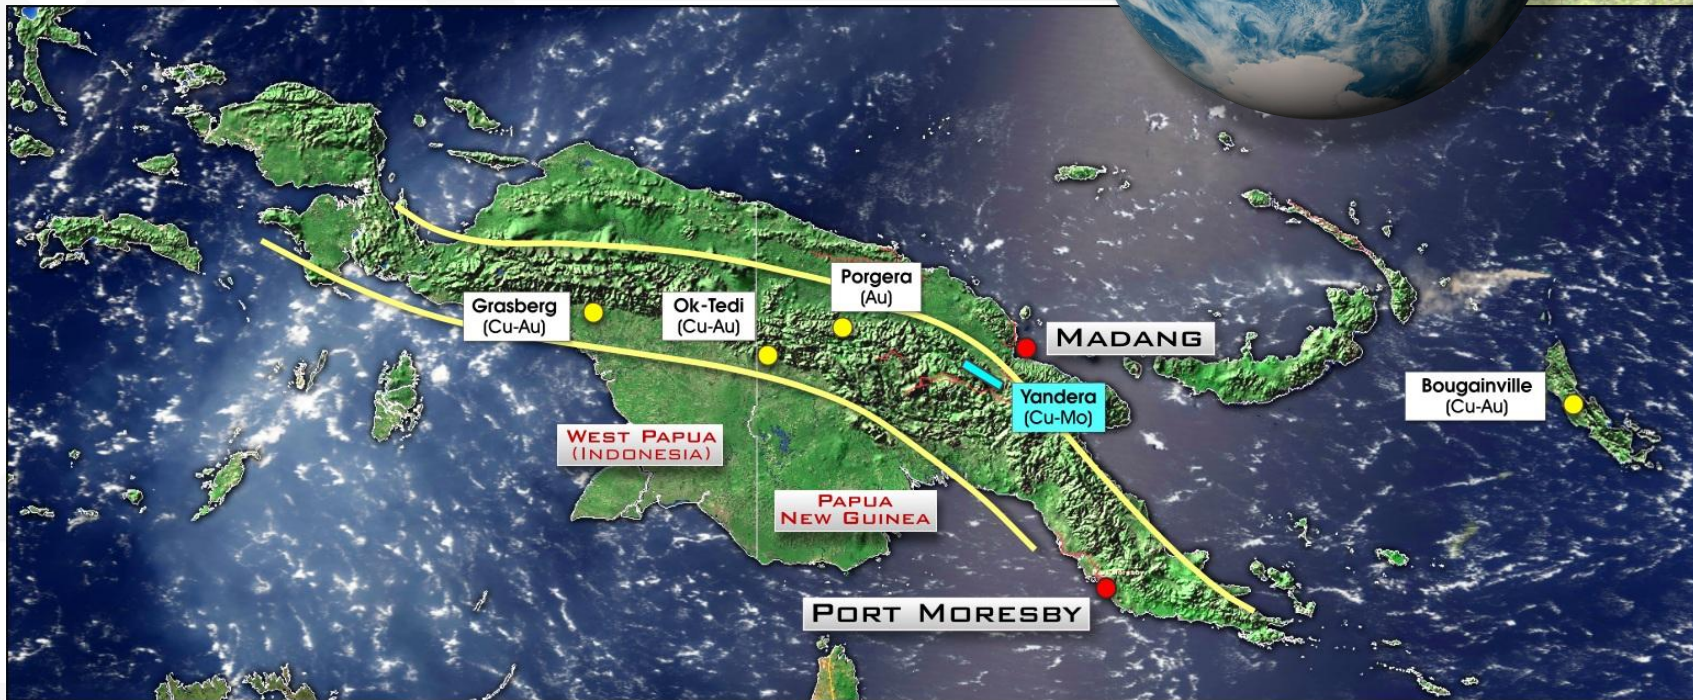 Porgera
(Au)
Grasberg
(Cu-Au)
Ok-Tedi
(Cu-Au)
MADANG
Yandera
(Cu-Mo)
Bougainville
(Cu-Au)
WEST PAPUA
(INDONESIA)
PAPUA
NEW GUINEA
PORT MORESBY